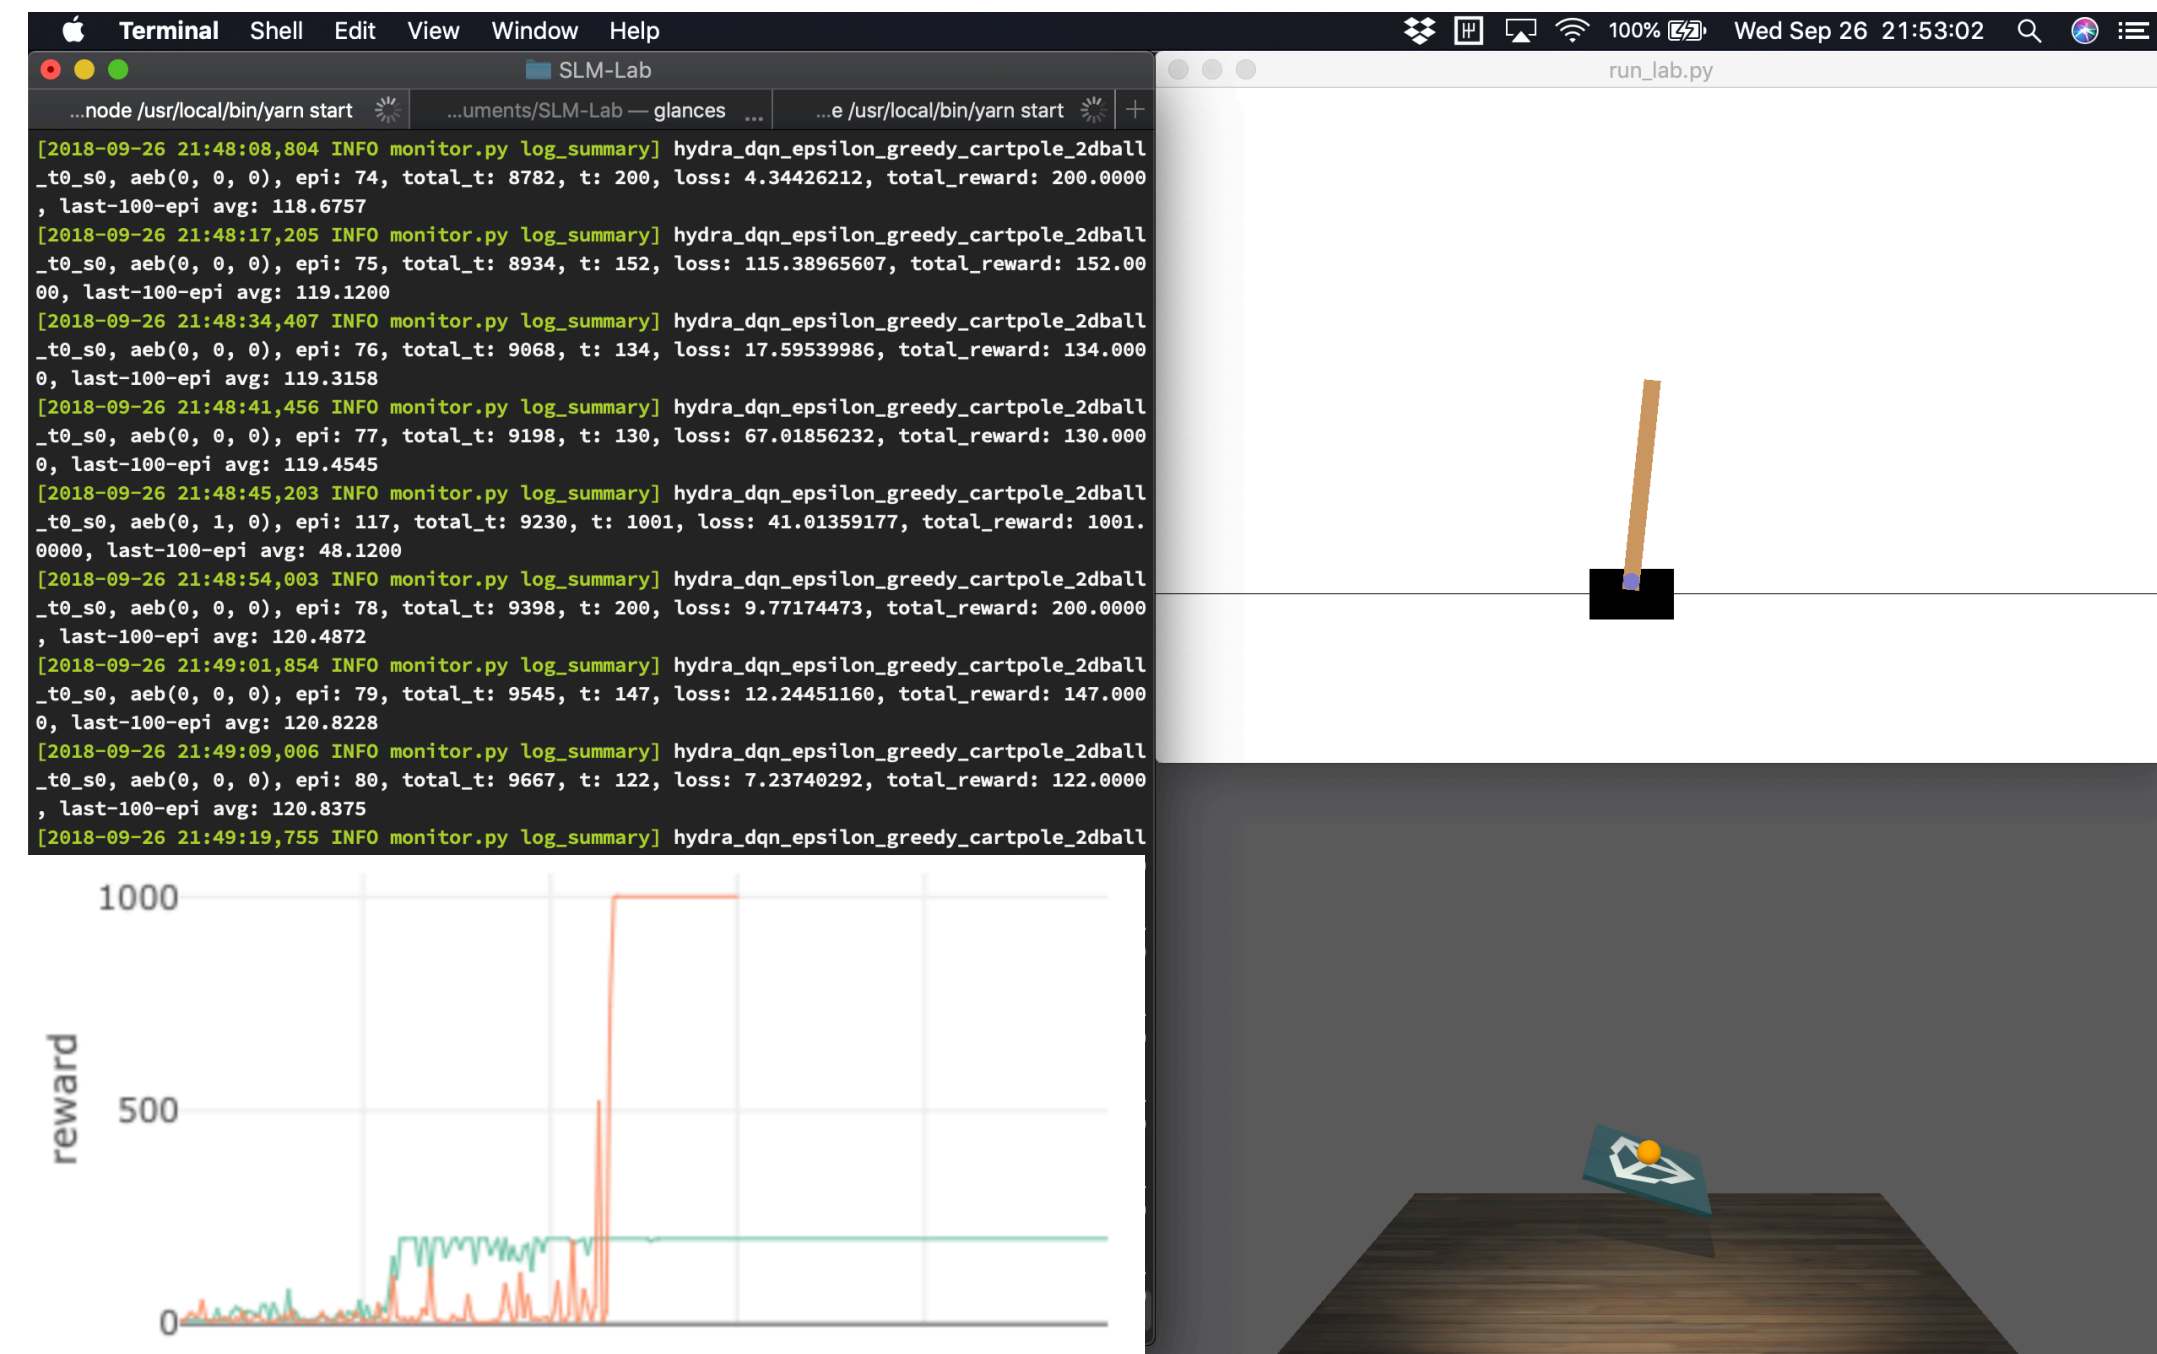 Terminal Shell Edit View Window Help 100% Wed Sep 26 21:53:02
SLM-Lab
run_lab.py
...node /usr/local/bin/yarn start ...uments/SLM-Lab — glances ... ...e /usr/local/bin/yarn start +
[2018-09-26 21:48:08,804 INFO monitor.py log_summary] hydra_dqn_epsilon_greedy_cartpole_2dball
_t0_s0, aeb(0, 0, 0), epi: 74, total_t: 8782, t: 200, loss: 4.34426212, total_reward: 200.0000
, last-100-epi avg: 118.6757
[2018-09-26 21:48:17,205 INFO monitor.py log_summary] hydra_dqn_epsilon_greedy_cartpole_2dball
_t0_s0, aeb(0, 0, 0), epi: 75, total_t: 8934, t: 152, loss: 115.38965607, total_reward: 152.00
00, last-100-epi avg: 119.1200
[2018-09-26 21:48:34,407 INFO monitor.py log_summary] hydra_dqn_epsilon_greedy_cartpole_2dball
_t0_s0, aeb(0, 0, 0), epi: 76, total_t: 9068, t: 134, loss: 17.59539986, total_reward: 134.000
0, last-100-epi avg: 119.3158
[2018-09-26 21:48:41,456 INFO monitor.py log_summary] hydra_dqn_epsilon_greedy_cartpole_2dball
_t0_s0, aeb(0, 0, 0), epi: 77, total_t: 9198, t: 130, loss: 67.01856232, total_reward: 130.000
0, last-100-epi avg: 119.4545
[2018-09-26 21:48:45,203 INFO monitor.py log_summary] hydra_dqn_epsilon_greedy_cartpole_2dball
_t0_s0, aeb(0, 1, 0), epi: 117, total_t: 9230, t: 1001, loss: 41.01359177, total_reward: 1001.
0000, last-100-epi avg: 48.1200
[2018-09-26 21:48:54,003 INFO monitor.py log_summary] hydra_dqn_epsilon_greedy_cartpole_2dball
_t0_s0, aeb(0, 0, 0), epi: 78, total_t: 9398, t: 200, loss: 9.77174473, total_reward: 200.0000
, last-100-epi avg: 120.4872
[2018-09-26 21:49:01,854 INFO monitor.py log_summary] hydra_dqn_epsilon_greedy_cartpole_2dball
_t0_s0, aeb(0, 0, 0), epi: 79, total_t: 9545, t: 147, loss: 12.24451160, total_reward: 147.000
0, last-100-epi avg: 120.8228
[2018-09-26 21:49:09,006 INFO monitor.py log_summary] hydra_dqn_epsilon_greedy_cartpole_2dball
_t0_s0, aeb(0, 0, 0), epi: 80, total_t: 9667, t: 122, loss: 7.23740292, total_reward: 122.0000
, last-100-epi avg: 120.8375
[2018-09-26 21:49:19,755 INFO monitor.py log_summary] hydra_dqn_epsilon_greedy_cartpole_2dball
1000
500
0
reward